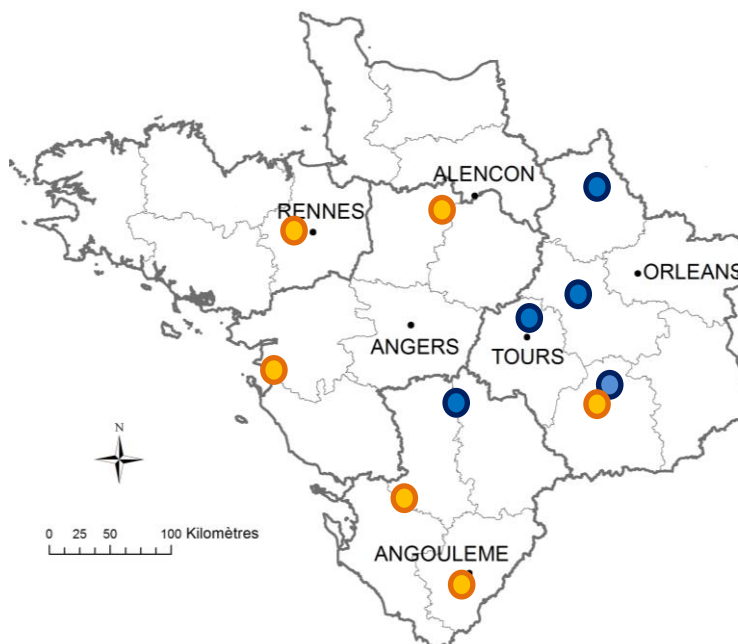 ALENCON
RENNES
ORLEANS
ANGERS
TOURS
N
0 25 50 100 Kilomètres
ANGOULEME